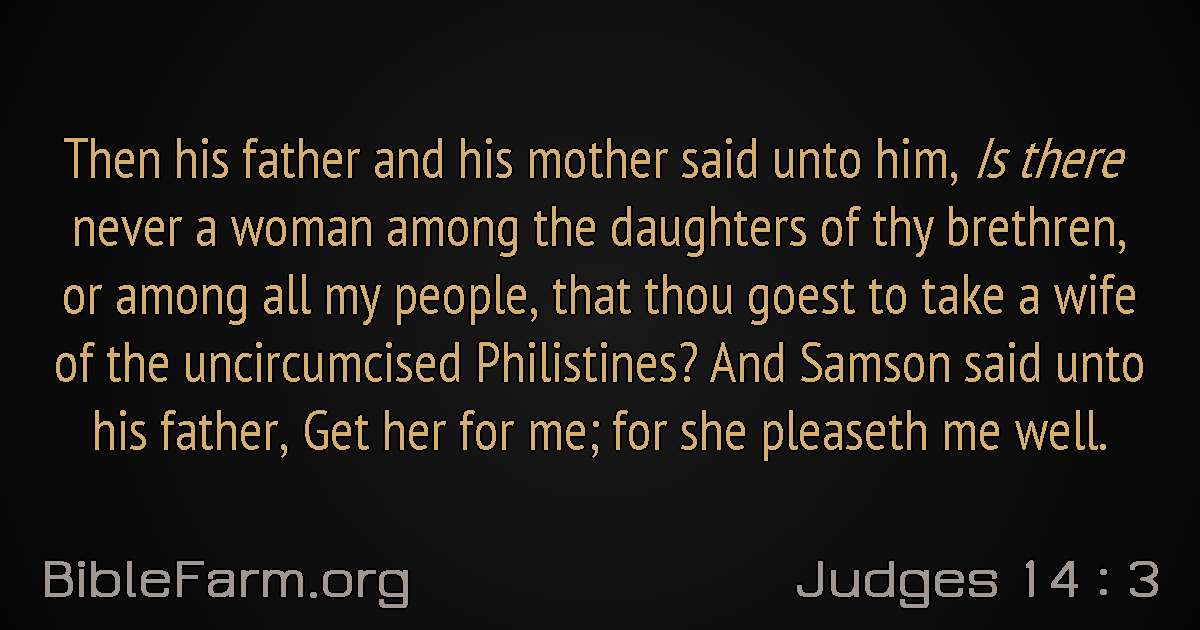 Then his father and his mother said unto him, Is there
never a woman among the daughters of thy brethren,
or among all my people, that thou goest to take a wife
of the uncircumcised Philistines? And Samson said unto
his father, Get her for me; for she pleaseth me well.
BibleFarm.org
Judges 14 : 3